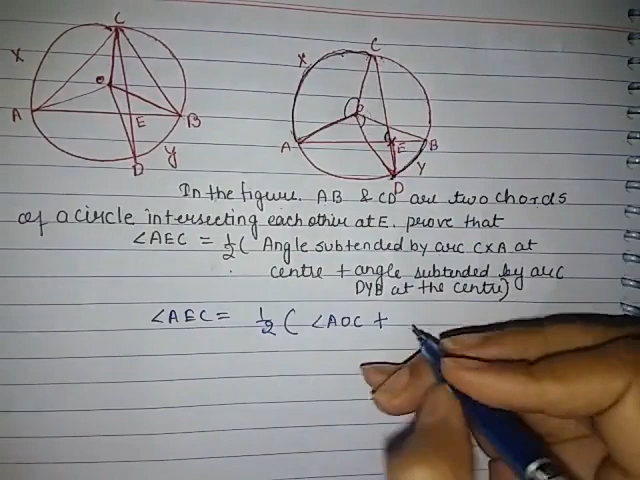 C
X
O
A
E
B
D
y
C
X
O
A
E
B
Y
D
In the figure. AB & CD are two chords
of a circle intersecting each other at E. prove that
∠AEC = 1/2 ( Angle subtended by arc CXA at
centre + angle subtended by arc
DYB at the centre)
∠AEC = 1/2 ( ∠AOC +